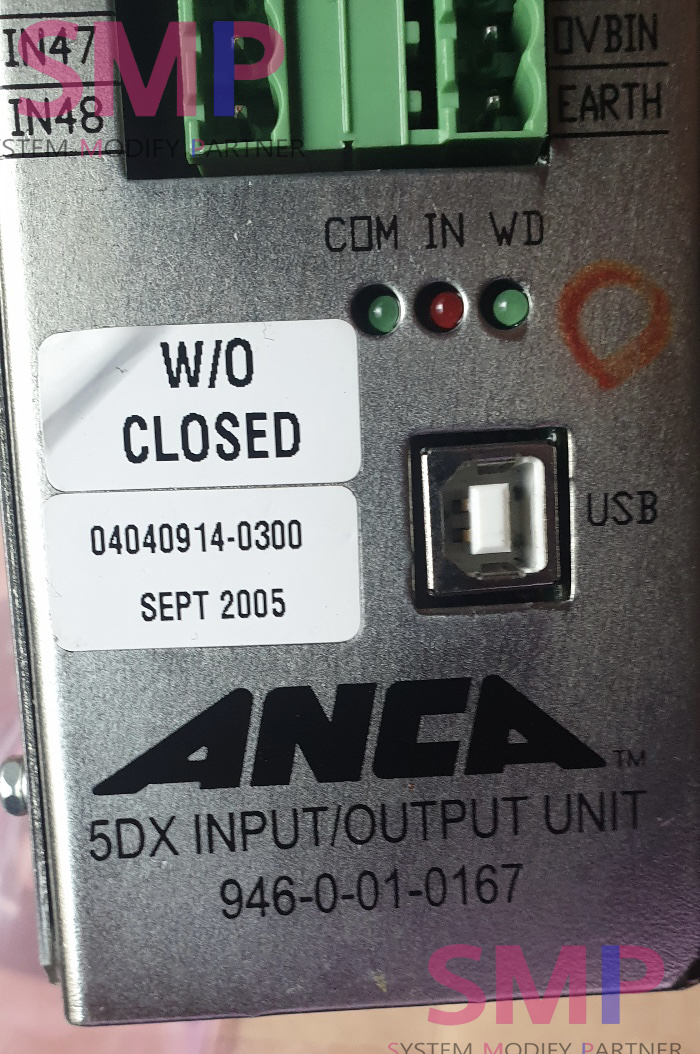 IN47
0VBIN
SMP
IN48
EARTH
SYSTEM MODIFY PARTNER
COM IN WD
W/O
CLOSED
USB
04040914-0300
SEPT 2005
ANCA TM
5DX INPUT/OUTPUT UNIT
946-0-01-0167
SMP
SYSTEM MODIFY PARTNER